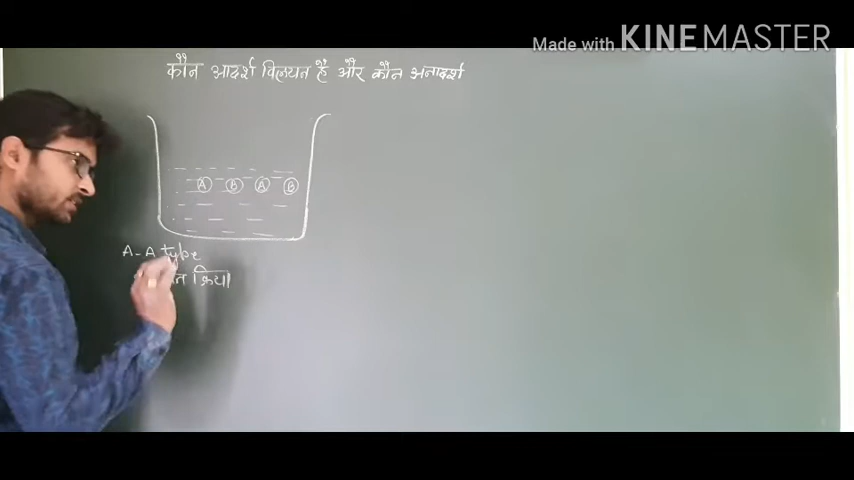 Made with KINEMASTER
कौन आदर्श विलयन है और कौन अनादर्श
A B A B
A-A type
क्रिया